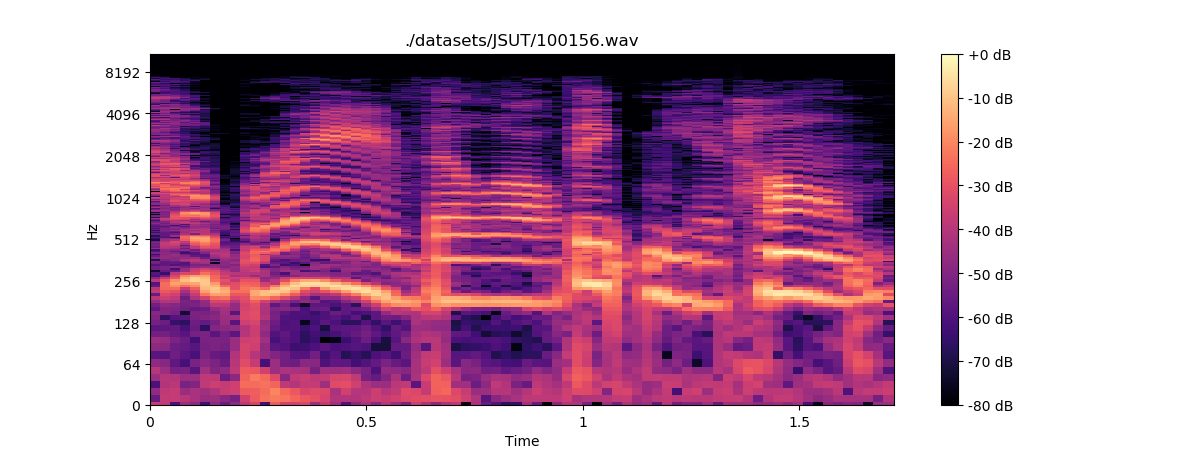 ./datasets/JSUT/100156.wav
8192
4096
2048
1024
512
256
128
64
0
Hz
0 0.5 1 1.5
Time
+0 dB
-10 dB
-20 dB
-30 dB
-40 dB
-50 dB
-60 dB
-70 dB
-80 dB